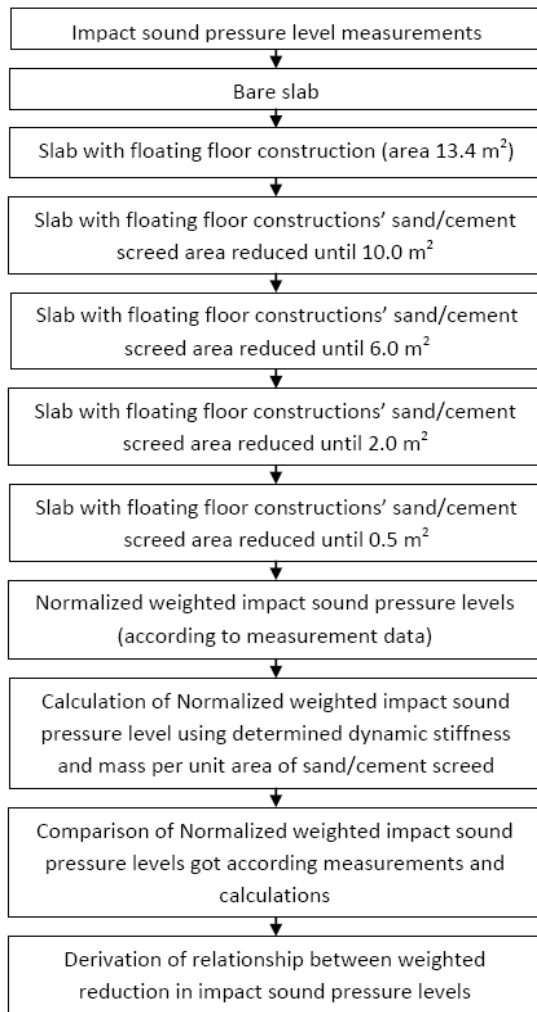 Impact sound pressure level measurements
Bare slab
Slab with floating floor construction (area 13.4 m²)
Slab with floating floor constructions’ sand/cement
screed area reduced until 10.0 m²
Slab with floating floor constructions’ sand/cement
screed area reduced until 6.0 m²
Slab with floating floor constructions’ sand/cement
screed area reduced until 2.0 m²
Slab with floating floor constructions’ sand/cement
screed area reduced until 0.5 m²
Normalized weighted impact sound pressure levels
(according to measurement data)
Calculation of Normalized weighted impact sound
pressure level using determined dynamic stiffness
and mass per unit area of sand/cement screed
Comparison of Normalized weighted impact sound
pressure levels got according measurements and
calculations
Derivation of relationship between weighted
reduction in impact sound pressure levels